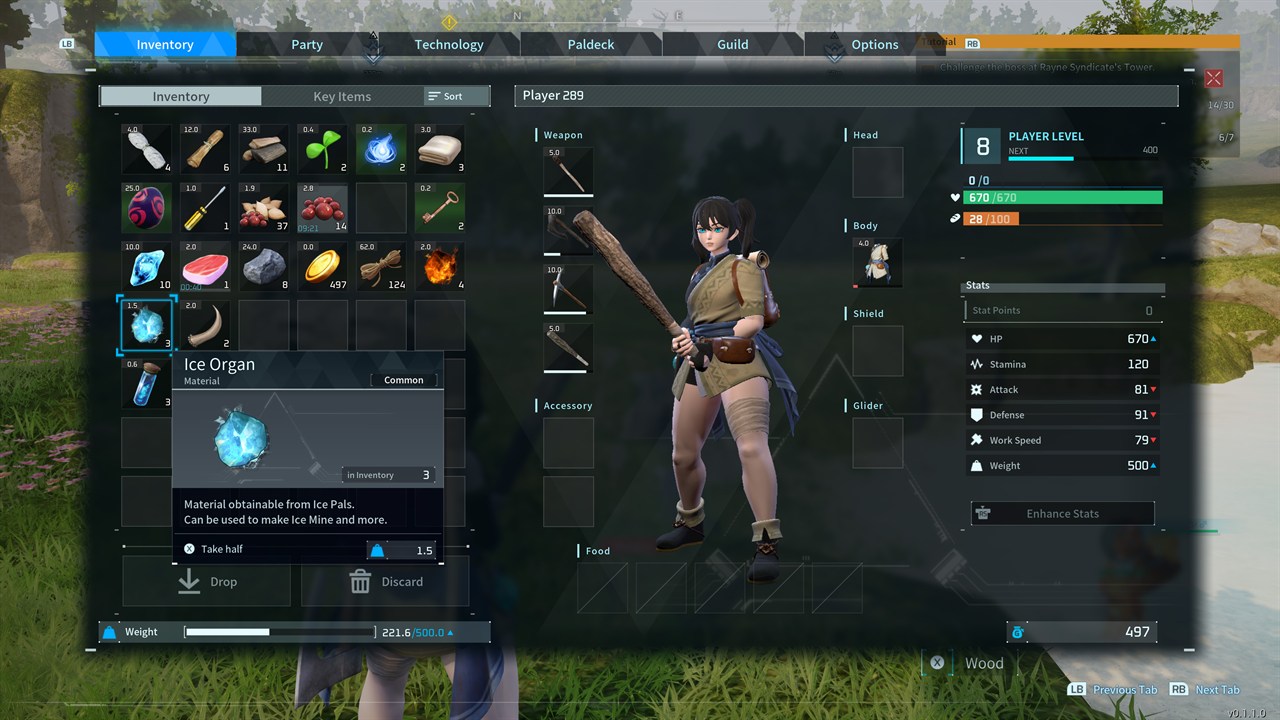 N
E
LB
Inventory
Party
Technology
Paldeck
Guild
Options
Tutorial
RB
Challenge the boss at Rayne Syndicate's Tower.
14/30
6/7
Inventory
Key Items
Sort
Player 289
4.0
4
12.0
6
33.0
11
0.4
2
0.2
2
3.0
3
25.0
1.0
1
1.9
37
2.8
09:21
14
0.2
2
10.0
10
2.0
00:40
1
24.0
8
0.0
497
62.0
124
2.0
4
1.5
3
2.0
2
0.6
3
Ice Organ
Material
Common
in Inventory 3
Material obtainable from Ice Pals.
Can be used to make Ice Mine and more.
X Take half
1.5
Drop
Discard
Weight
221.6/500.0
Weapon
5.0
10.0
10.0
5.0
Accessory
Food
Head
Body
4.0
Shield
Glider
8
PLAYER LEVEL
NEXT 400
0/0
670/670
28/100
Stats
Stat Points 0
HP 670
Stamina 120
Attack 81
Defense 91
Work Speed 79
Weight 500
Enhance Stats
497
X Wood
LB Previous Tab RB Next Tab
v0.1.1.0